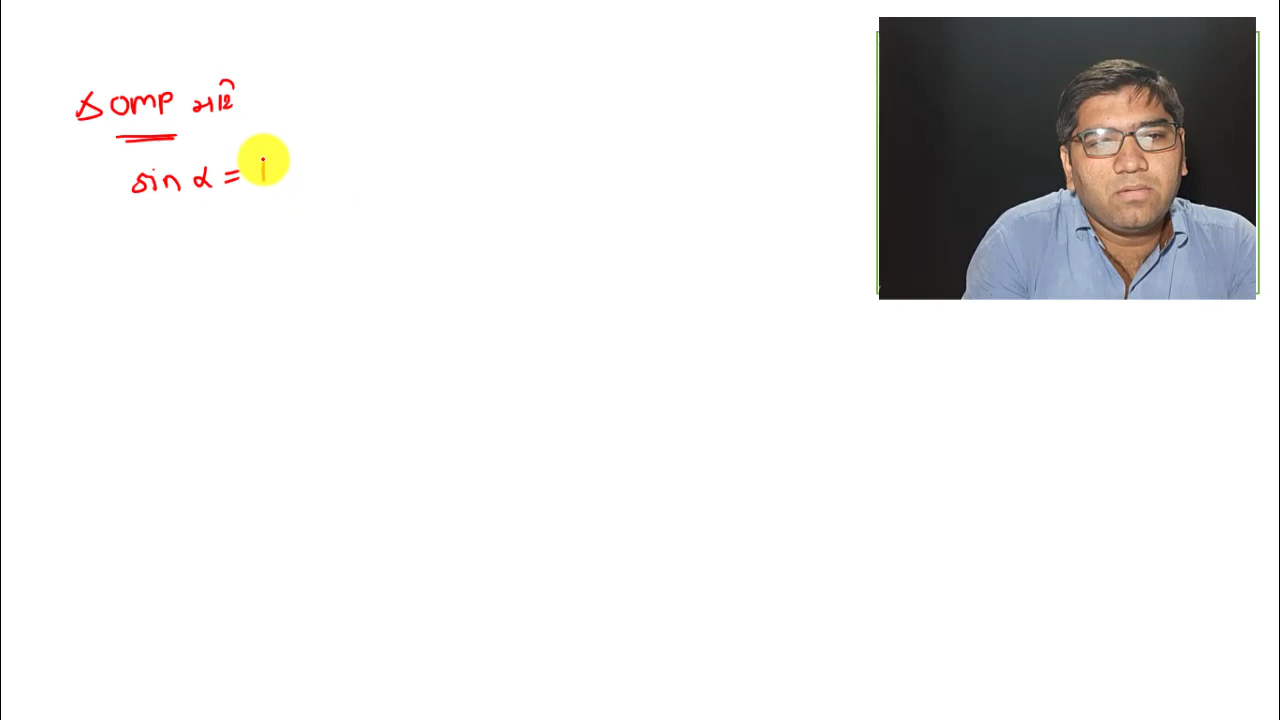 △ OMP માટે
sin α =